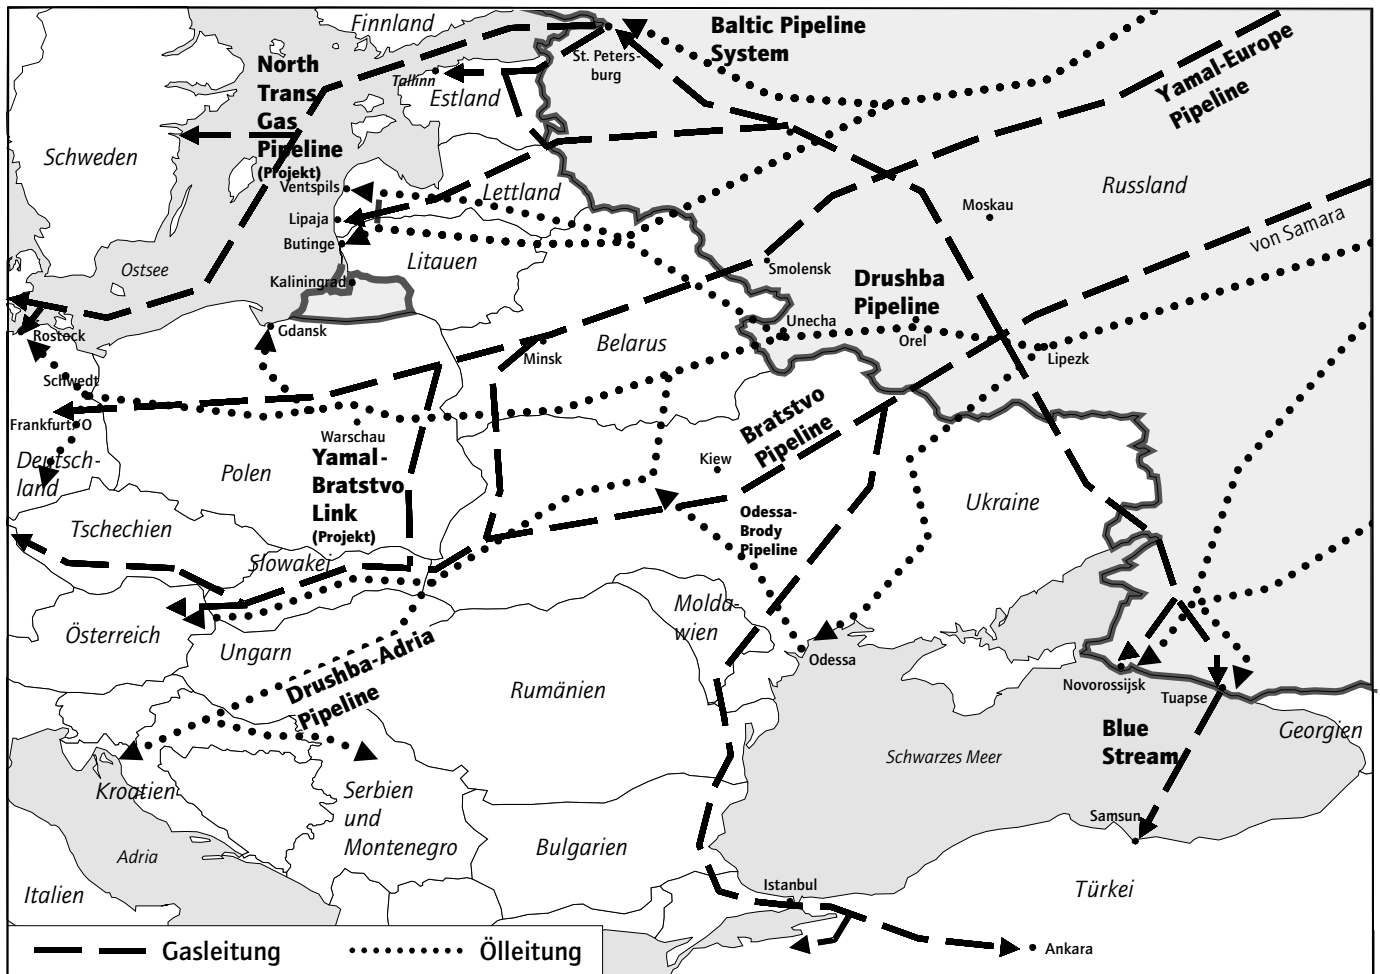 Finnland
Baltic Pipeline
System
North
Trans
Gas
Pipeline
(Projekt)
St. Peters-
burg
Tallinn
Estland
Yamal-Europe
Pipeline
Schweden
Ventspils
Lettland
Russland
Lipaja
Moskau
Butinge
von Samara
Ostsee
Litauen
Kaliningrad
Smolensk
Drushba
Pipeline
Rostock
Gdansk
Unecha
Orel
Minsk
Belarus
Lipezk
Schwedt
Frankfurt/O
Warschau
Bratstvo
Pipeline
Deutsch-
land
Polen
Yamal-
Bratstvo
Link
(Projekt)
Kiew
Ukraine
Odessa-
Brody
Pipeline
Tschechien
Slowakei
Österreich
Ungarn
Molda-
wien
Drushba-Adria
Pipeline
Odessa
Rumänien
Novorossijsk
Tuapse
Blue
Stream
Georgien
Schwarzes Meer
Kroatien
Serbien
und
Montenegro
Samsun
Adria
Bulgarien
Italien
Istanbul
Türkei
Ankara
Gasleitung
Ölleitung